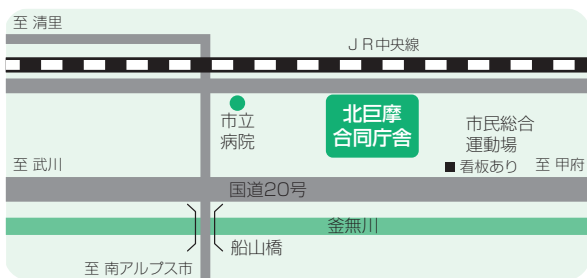 至 清里
JR中央線
市立
病院
北巨摩
合同庁舎
市民総合
運動場
■看板あり
至 武川
至 甲府
国道20号
釜無川
船山橋
至 南アルプス市